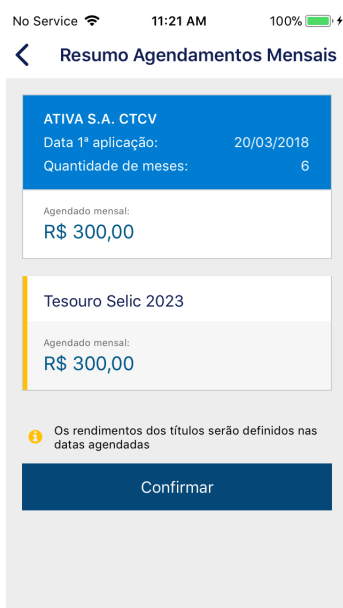 No Service 11:21 AM 100%
Resumo Agendamentos Mensais
ATIVA S.A. CTCV
Data 1ª aplicação: 20/03/2018
Quantidade de meses: 6
Agendado mensal:
R$ 300,00
Tesouro Selic 2023
Agendado mensal:
R$ 300,00
Os rendimentos dos títulos serão definidos nas
datas agendadas
Confirmar